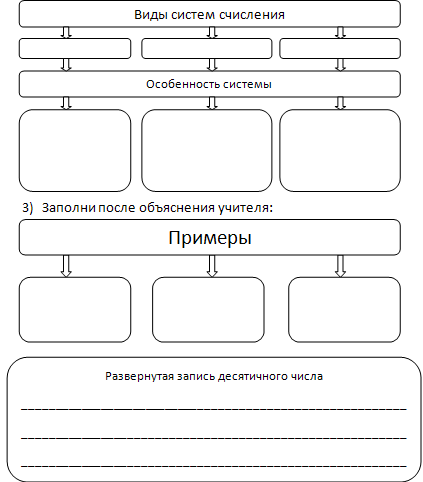 Виды систем счисления
Особенность системы
3) Заполни после объяснения учителя:
Примеры
Развернутая запись десятичного числа